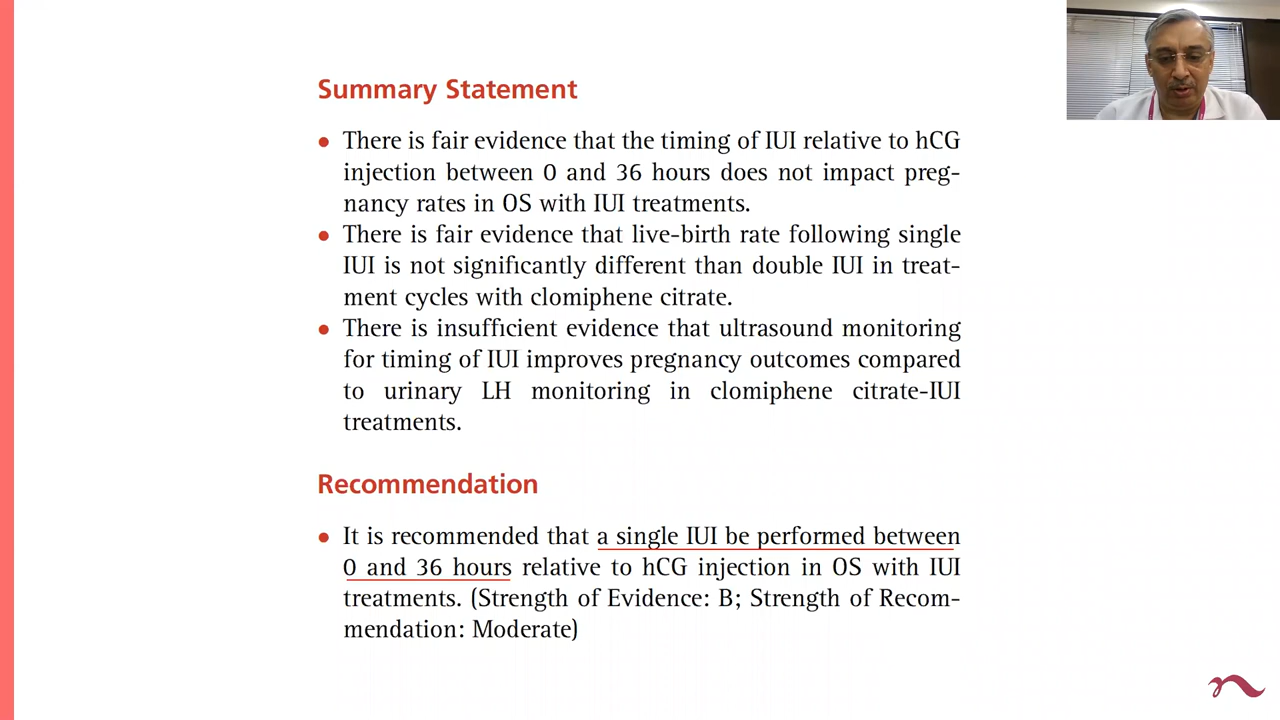 Summary Statement
• There is fair evidence that the timing of IUI relative to hCG
injection between 0 and 36 hours does not impact preg-
nancy rates in OS with IUI treatments.
• There is fair evidence that live-birth rate following single
IUI is not significantly different than double IUI in treat-
ment cycles with clomiphene citrate.
• There is insufficient evidence that ultrasound monitoring
for timing of IUI improves pregnancy outcomes compared
to urinary LH monitoring in clomiphene citrate-IUI
treatments.
Recommendation
• It is recommended that a single IUI be performed between
0 and 36 hours relative to hCG injection in OS with IUI
treatments. (Strength of Evidence: B; Strength of Recom-
mendation: Moderate)